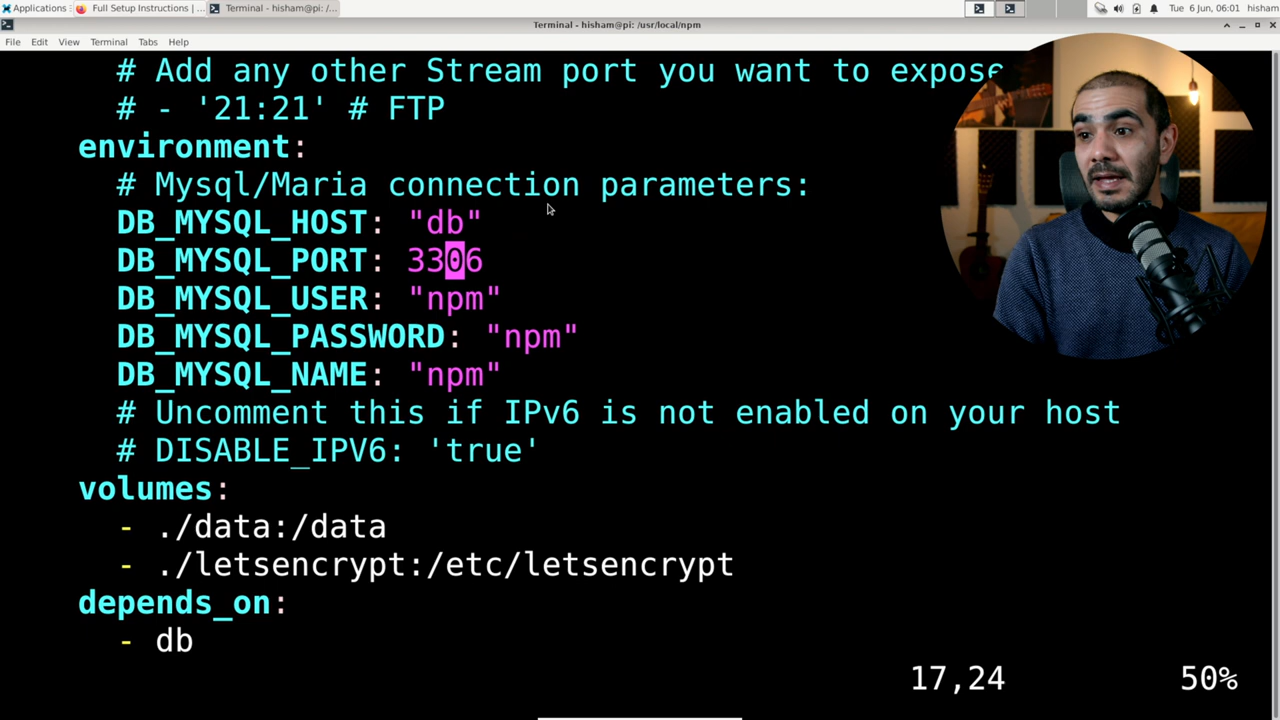 Applications
Full Setup Instructions | ...
Terminal - hisham@pi: /...
Tue 6 Jun, 06:01 hisham
Terminal - hisham@pi: /usr/local/npm
File Edit View Terminal Tabs Help
# Add any other Stream port you want to expose
# - '21:21' # FTP
environment:
# Mysql/Maria connection parameters:
DB_MYSQL_HOST: "db"
DB_MYSQL_PORT: 3306
DB_MYSQL_USER: "npm"
DB_MYSQL_PASSWORD: "npm"
DB_MYSQL_NAME: "npm"
# Uncomment this if IPv6 is not enabled on your host
# DISABLE_IPV6: 'true'
volumes:
- ./data:/data
- ./letsencrypt:/etc/letsencrypt
depends_on:
- db
17,24 50%